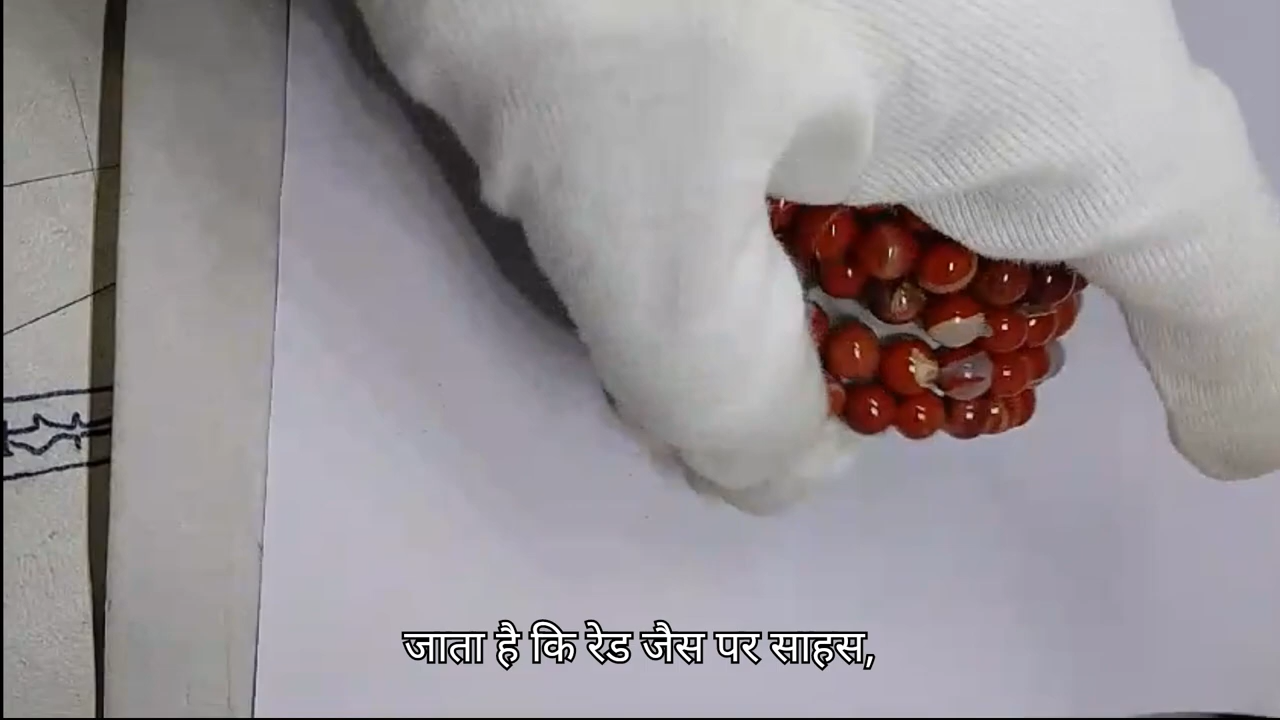 जाता है कि रेड जैस पर साहस,